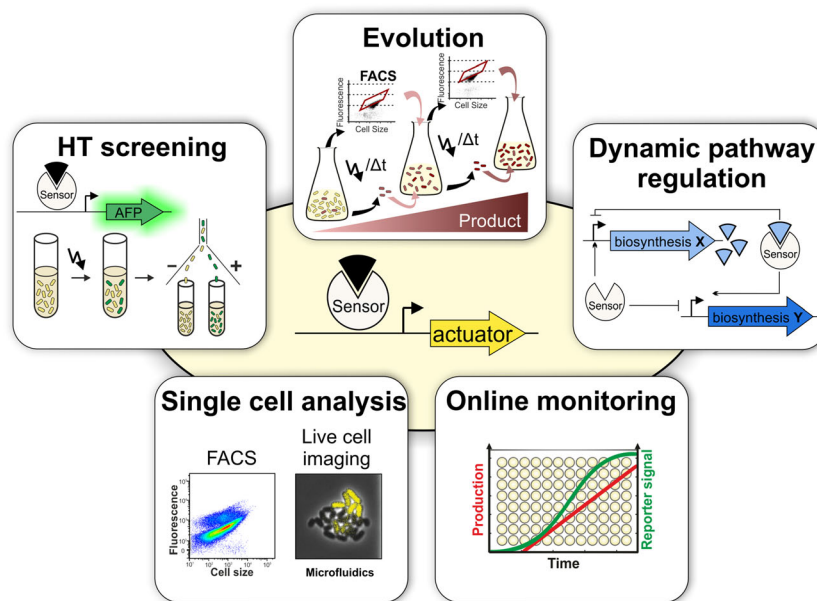 Evolution
FACS
Fluorescence
Cell Size
Fluorescence
Cell Size
/Δt
/Δt
Product
HT screening
Sensor
AFP
− +
Dynamic pathway
regulation
biosynthesis X
Sensor
Sensor
biosynthesis Y
Sensor
actuator
Single cell analysis
FACS
Live cell
imaging
Fluorescence
Cell size
Microfluidics
Online monitoring
Production
Reporter signal
Time